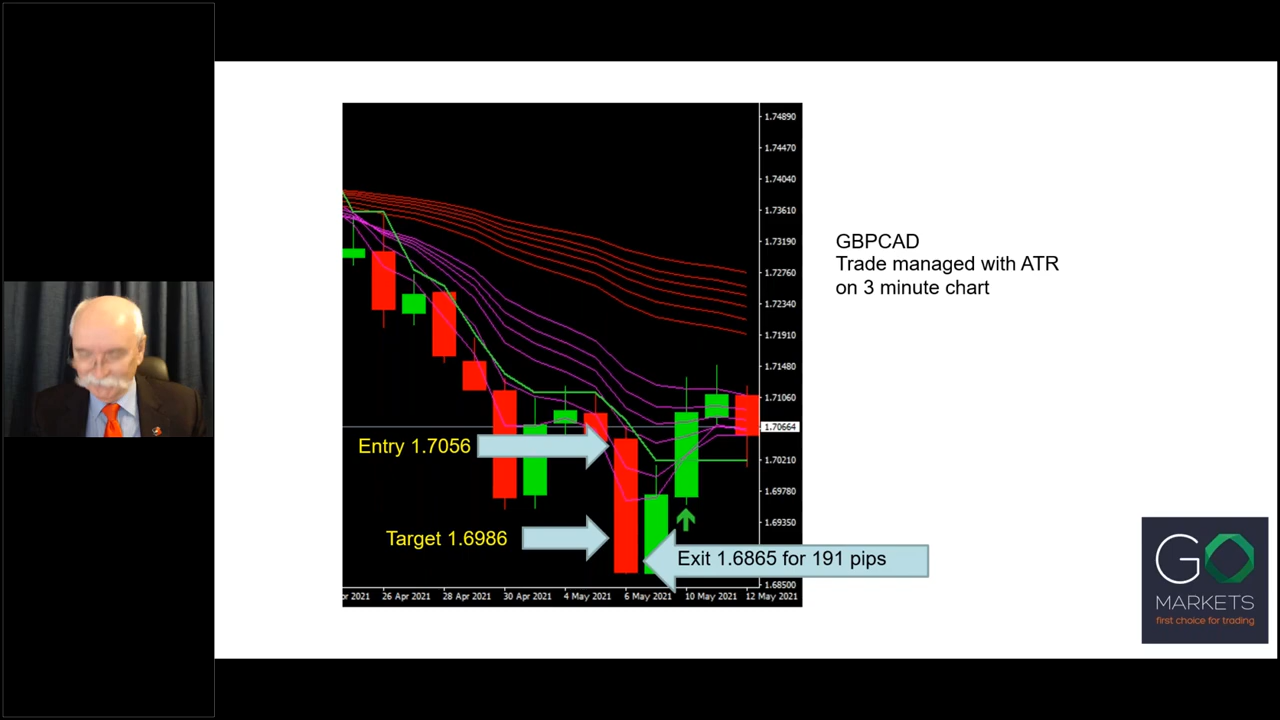 1.74890
1.74470
1.74040
1.73610
1.73190
1.72760
1.72340
1.71910
1.71480
1.71060
1.70664
1.70210
1.69780
1.69350
1.68500
Entry 1.7056
Target 1.6986
Exit 1.6865 for 191 pips
pr 2021 26 Apr 2021 28 Apr 2021 30 Apr 2021 4 May 2021 6 May 2021 10 May 2021 12 May 2021
GBPCAD
Trade managed with ATR
on 3 minute chart
GO
MARKETS
first choice for trading